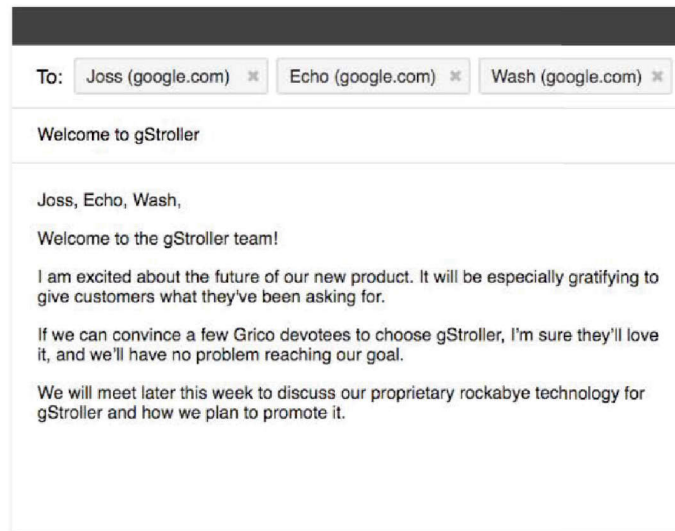 To: Joss (google.com) × Echo (google.com) × Wash (google.com) ×
Welcome to gStroller
Joss, Echo, Wash,
Welcome to the gStroller team!
I am excited about the future of our new product. It will be especially gratifying to
give customers what they've been asking for.
If we can convince a few Grico devotees to choose gStroller, I'm sure they'll love
it, and we'll have no problem reaching our goal.
We will meet later this week to discuss our proprietary rockabye technology for
gStroller and how we plan to promote it.